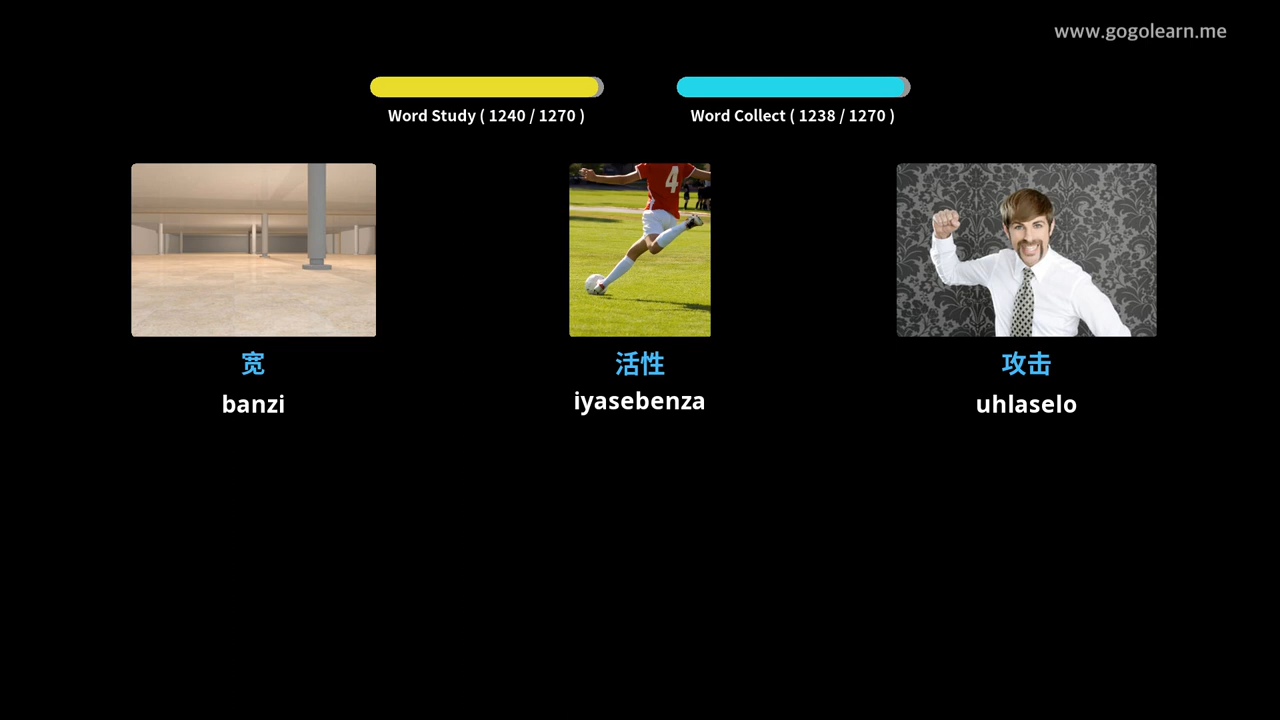 www.gogolearn.me
Word Study ( 1240 / 1270 )
Word Collect ( 1238 / 1270 )
4
宽
活性
攻击
banzi
iyasebenza
uhlaselo